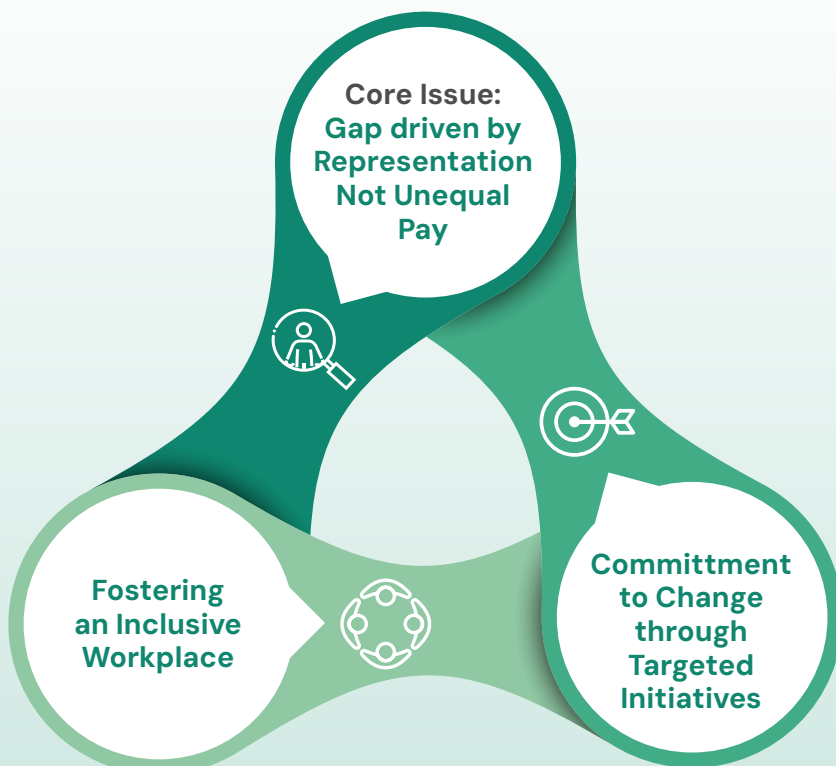 Core Issue:
Gap driven by
Representation
Not Unequal
Pay
Fostering
an Inclusive
Workplace
Committment
to Change
through
Targeted
Initiatives